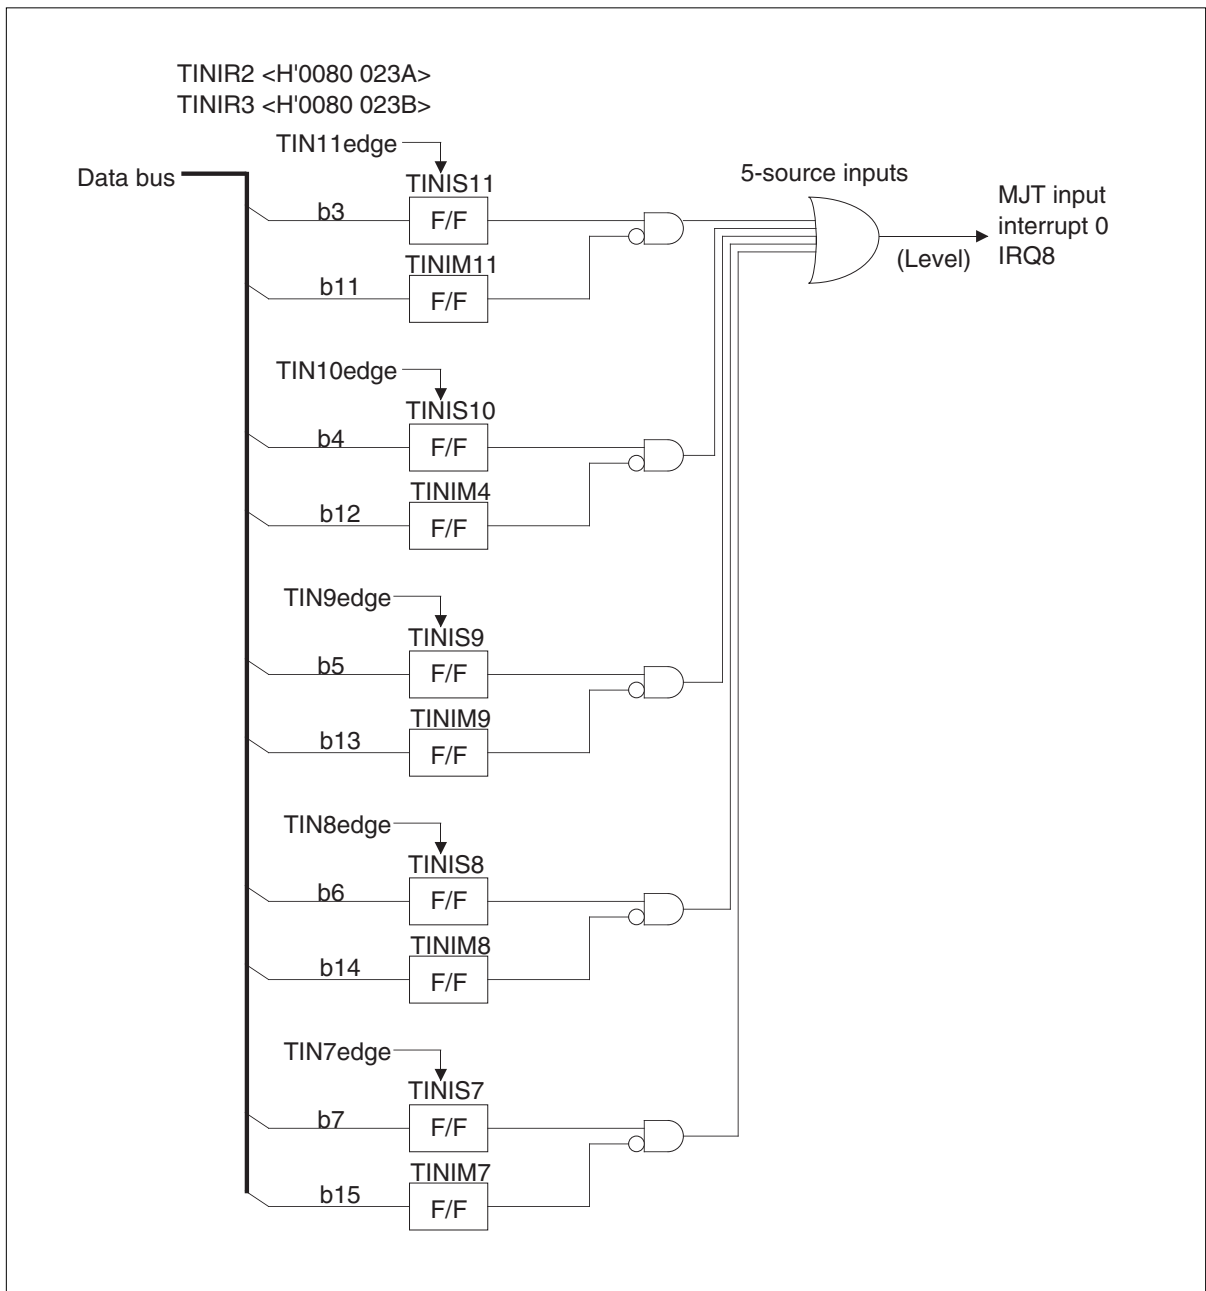 TINIR2 <H'0080 023A>
TINIR3 <H'0080 023B>
Data bus
TIN11edge
TINIS11
b3
F/F
TINIM11
b11
F/F
TIN10edge
TINIS10
b4
F/F
TINIM4
b12
F/F
TIN9edge
TINIS9
b5
F/F
TINIM9
b13
F/F
TIN8edge
TINIS8
b6
F/F
TINIM8
b14
F/F
TIN7edge
TINIS7
b7
F/F
TINIM7
b15
F/F
5-source inputs
(Level)
MJT input
interrupt 0
IRQ8